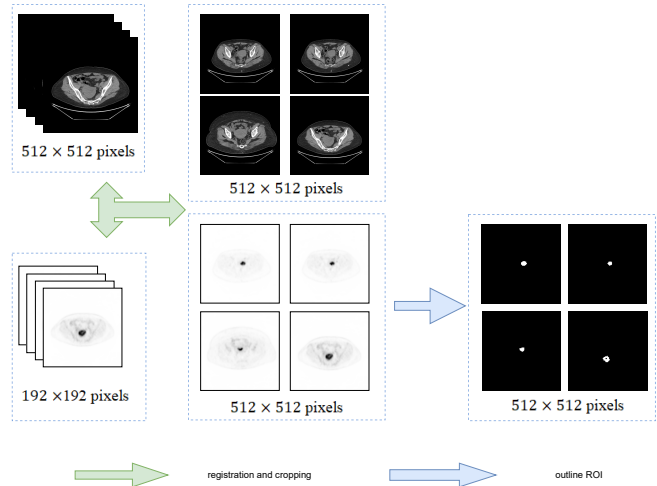 512 × 512 pixels
512 × 512 pixels
192 ×192 pixels
512 × 512 pixels
512 × 512 pixels
registration and cropping
outline ROI